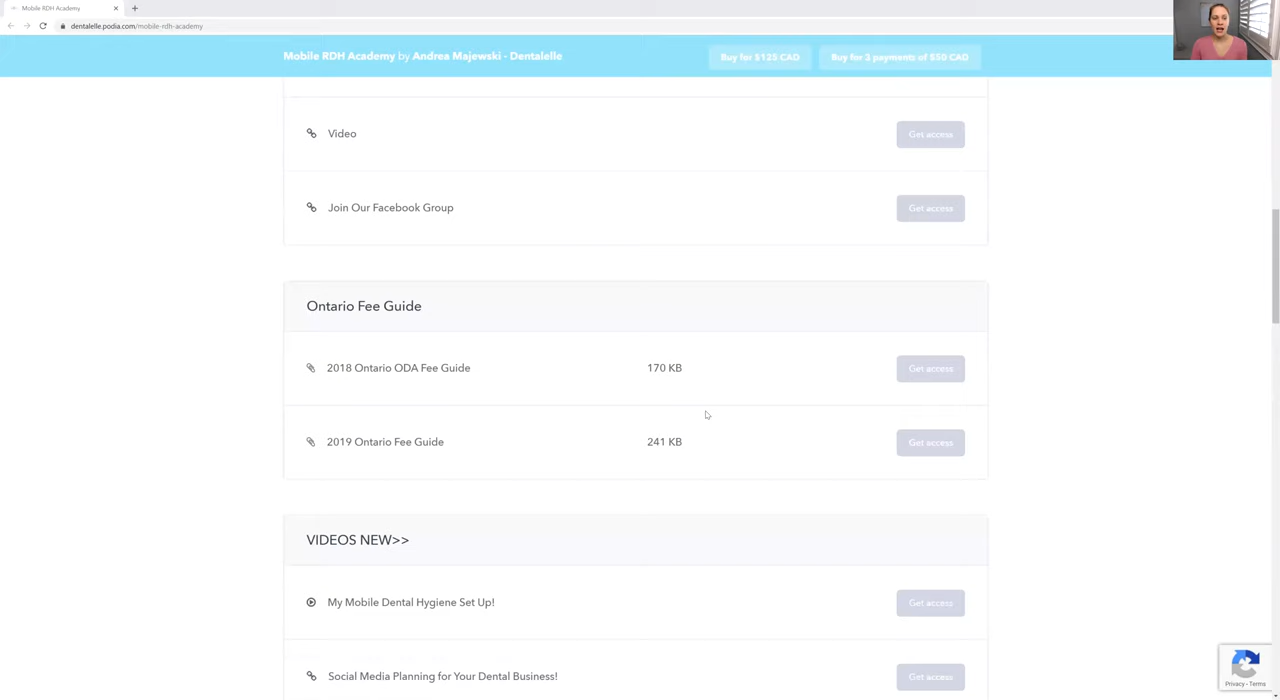 Mobile RDH Academy
dentalelle.podia.com/mobile-rdh-academy
Mobile RDH Academy by Andrea Majewski - Dentalelle
Buy for $125 CAD
Buy for 3 payments of $50 CAD
Video
Get access
Join Our Facebook Group
Get access
Ontario Fee Guide
2018 Ontario ODA Fee Guide
170 KB
Get access
2019 Ontario Fee Guide
241 KB
Get access
VIDEOS NEW>>
My Mobile Dental Hygiene Set Up!
Get access
Social Media Planning for Your Dental Business!
Get access
Privacy - Terms